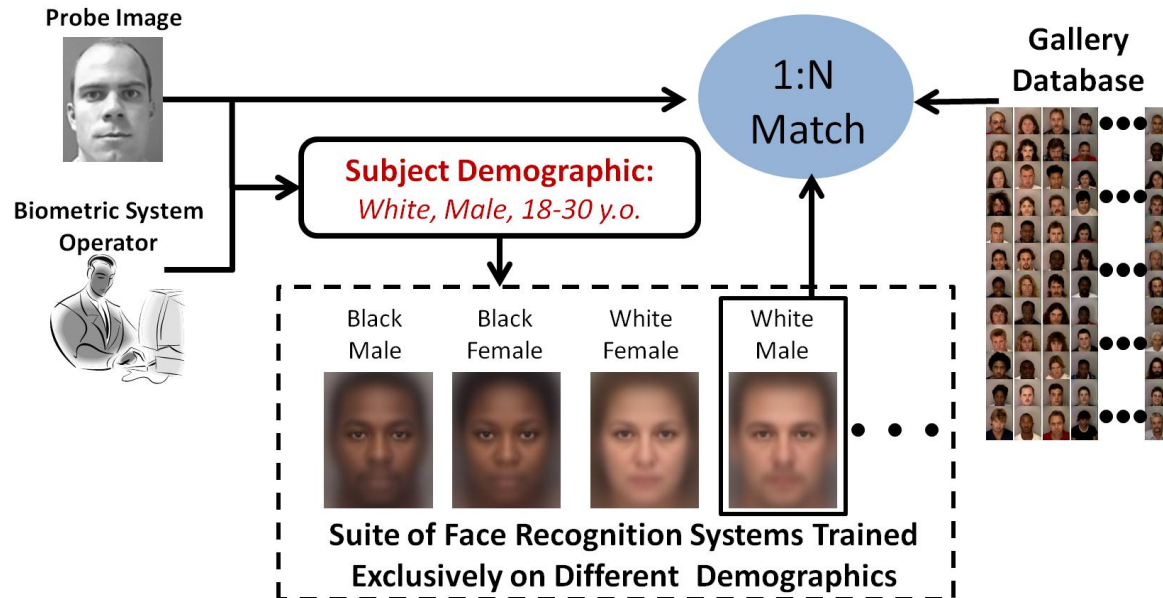 Probe Image
1:N
Match
Gallery
Database
Subject Demographic:
White, Male, 18-30 y.o.
Biometric System
Operator
Black
Male
Black
Female
White
Female
White
Male
Suite of Face Recognition Systems Trained
Exclusively on Different Demographics